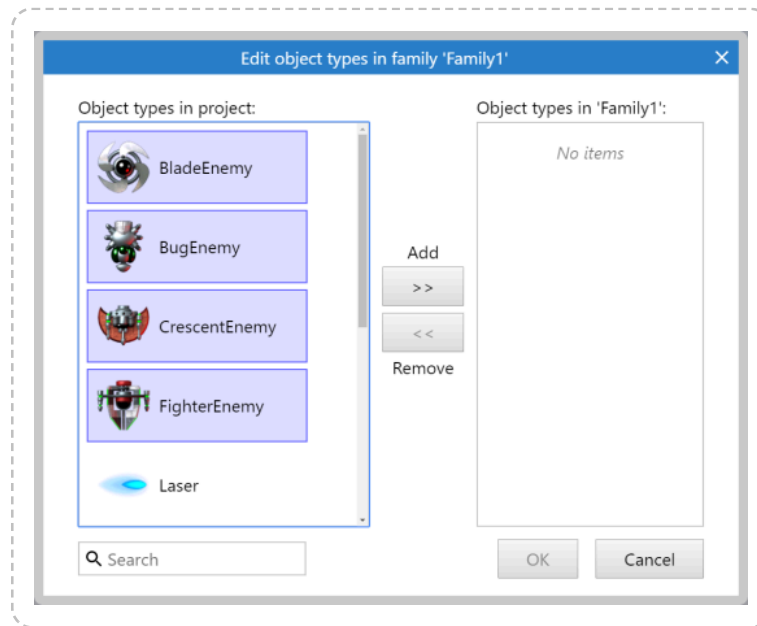 Edit object types in family 'Family1'
Object types in project:
Object types in 'Family1':
BladeEnemy
BugEnemy
CrescentEnemy
FighterEnemy
Laser
Add
>>
<<
Remove
No items
Search
OK
Cancel